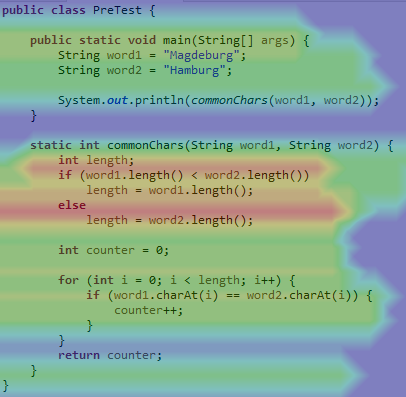 public class PreTest {
public static void main(String[] args) {
String word1 = "Magdeburg";
String word2 = "Hamburg";
System.out.println(commonChars(word1, word2));
}
static int commonChars(String word1, String word2) {
int length;
if (word1.length() < word2.length())
length = word1.length();
else
length = word2.length();
int counter = 0;
for (int i = 0; i < length; i++) {
if (word1.charAt(i) == word2.charAt(i)) {
counter++;
}
}
return counter;
}
}